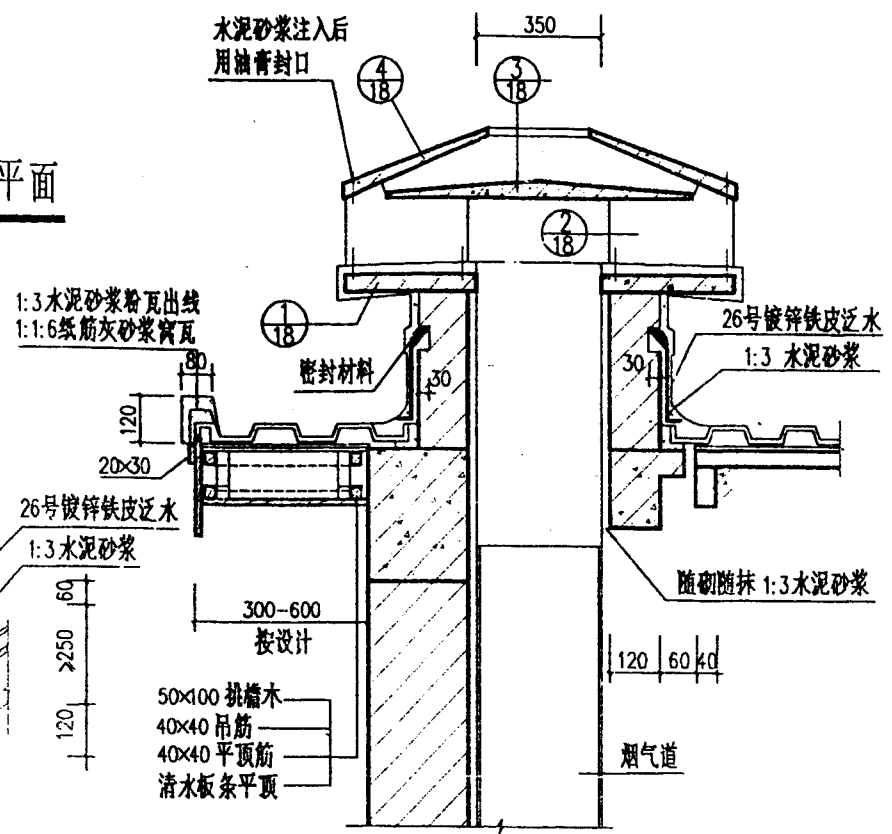 水泥砂浆注入后
用油膏封口
350
4
18
3
18
平面
2
18
1:3水泥砂浆粉瓦出线
1:1:6纸筋灰砂浆窝瓦
1
18
26号镀锌铁皮泛水
1:3 水泥砂浆
80
密封材料
30
30
120
20×30
26号镀锌铁皮泛水
1:3水泥砂浆
随砌随抹1:3水泥砂浆
60
≥250
120
300-600
按设计
120
60
40
50×100 挑檐木
40×40 吊筋
40×40 平顶筋
清水板条平顶
烟气道